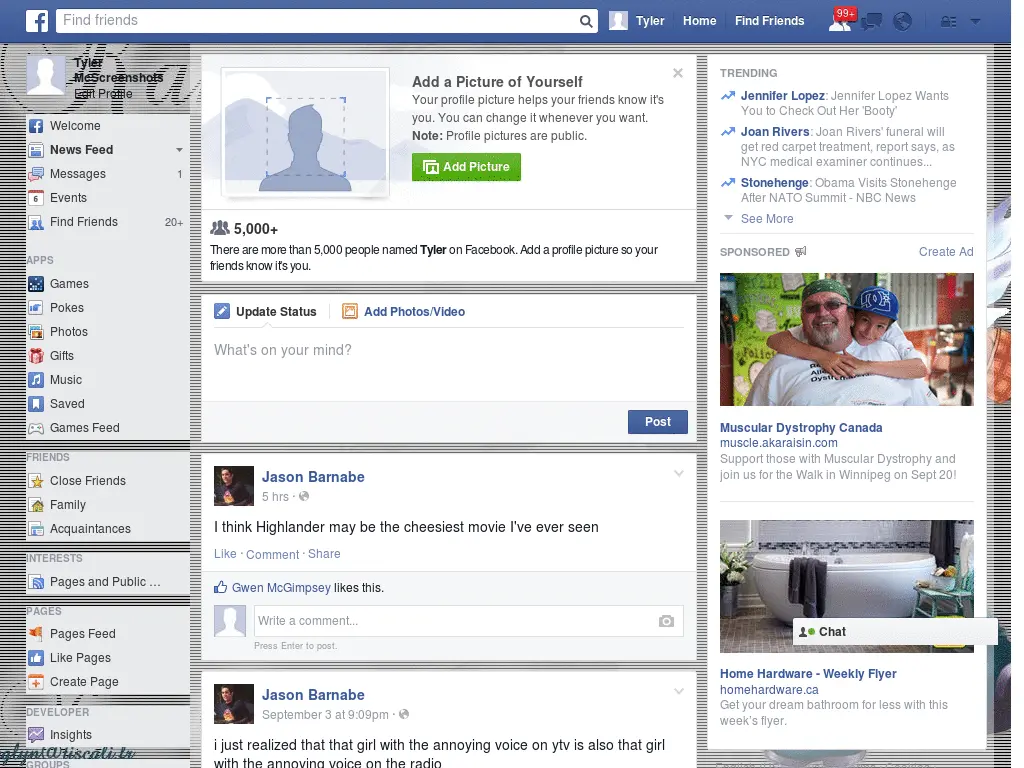 Find friends
Tyler
Home
Find Friends
99+
Tyler
McScreenshots
Edit Profile
Welcome
News Feed
Messages 1
Events
Find Friends 20+
APPS
Games
Pokes
Photos
Gifts
Music
Saved
Games Feed
FRIENDS
Close Friends
Family
Acquaintances
INTERESTS
Pages and Public ...
PAGES
Pages Feed
Like Pages
Create Page
DEVELOPER
Insights
GROUPS
Add a Picture of Yourself
Your profile picture helps your friends know it's
you. You can change it whenever you want.
Note: Profile pictures are public.
Add Picture
5,000+
There are more than 5,000 people named Tyler on Facebook. Add a profile picture so your
friends know it's you.
Update Status
Add Photos/Video
What's on your mind?
Post
Jason Barnabe
5 hrs ·
I think Highlander may be the cheesiest movie I've ever seen
Like · Comment · Share
Gwen McGimpsey likes this.
Write a comment...
Press Enter to post.
Jason Barnabe
September 3 at 9:09pm ·
i just realized that that girl with the annoying voice on ytv is also that girl
with the annoying voice on the radio
TRENDING
Jennifer Lopez: Jennifer Lopez Wants
You to Check Out Her 'Booty'
Joan Rivers: Joan Rivers' funeral will
get red carpet treatment, report says, as
NYC medical examiner continues...
Stonehenge: Obama Visits Stonehenge
After NATO Summit - NBC News
See More
SPONSORED
Create Ad
Muscular Dystrophy Canada
muscle.akaraisin.com
Support those with Muscular Dystrophy and
join us for the Walk in Winnipeg on Sept 20!
Chat
Home Hardware - Weekly Flyer
homehardware.ca
Get your dream bathroom for less with this
week's flyer.